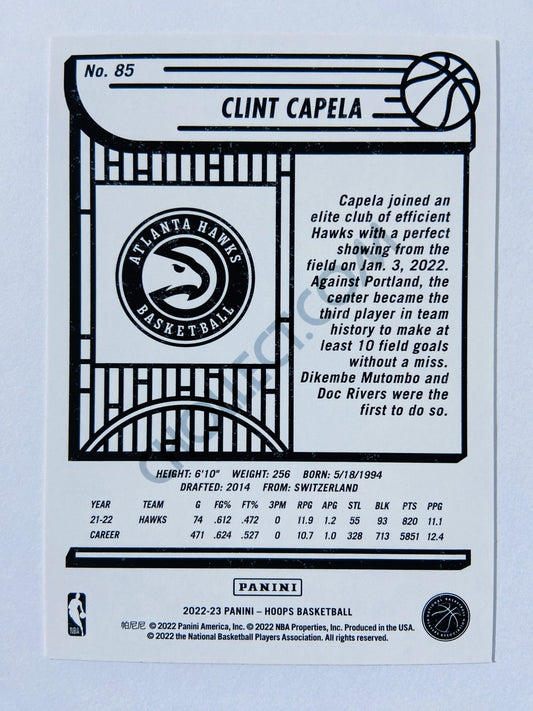 No. 85
CLINT CAPELA
ATLANTA HAWKS
BASKETBALL
Capela joined an
elite club of efficient
Hawks with a perfect
showing from the
field on Jan. 3, 2022.
Against Portland, the
center became the
third player in team
history to make at
least 10 field goals
without a miss.
Dikembe Mutombo and
Doc Rivers were the
first to do so.
HEIGHT: 6'10" WEIGHT: 256 BORN: 5/18/1994
DRAFTED: 2014 FROM: SWITZERLAND
YEAR TEAM G FG% FT% 3PM RPG APG STL BLK PTS PPG
21-22 HAWKS 74 .612 .472 0 11.9 1.2 55 93 820 11.1
CAREER 471 .624 .527 0 10.7 1.0 328 713 5851 12.4
PANINI
2022-23 PANINI – HOOPS BASKETBALL
帕尼尼 © 2022 Panini America, Inc. © 2022 NBA Properties, Inc. Produced in the USA.
© 2022 the National Basketball Players Association. All rights reserved.
NBA